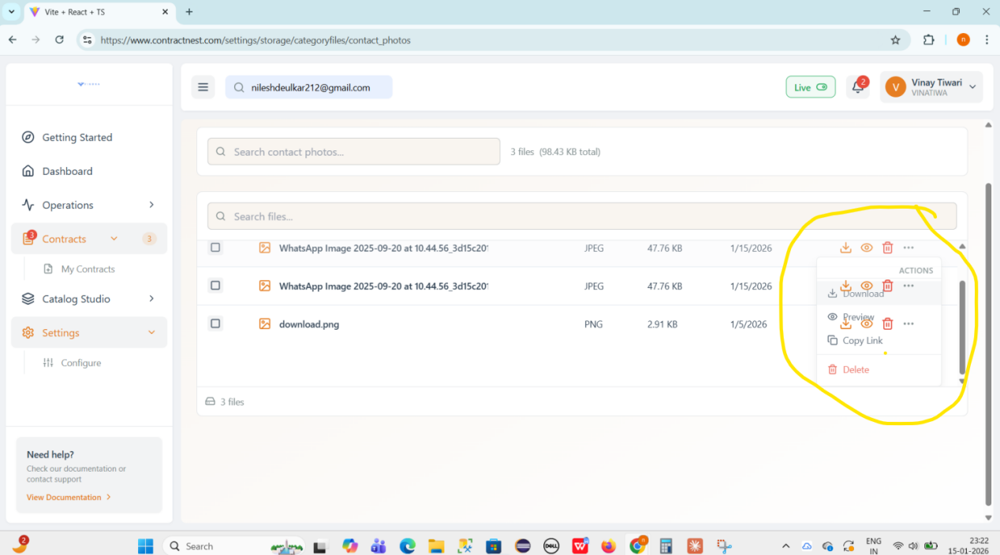 Vite + React + TS
https://www.contractnest.com/settings/storage/categoryfiles/contact_photos
n
nileshdeulkar212@gmail.com
Live
2
V
Vinay Tiwari
VINATIWA
Getting Started
Dashboard
Operations
3
Contracts
3
My Contracts
Catalog Studio
Settings
Configure
Need help?
Check our documentation or
contact support
View Documentation
Search contact photos...
3 files (98.43 KB total)
Search files...
WhatsApp Image 2025-09-20 at 10.44.56_3d15c20 JPEG 47.76 KB 1/15/2026
ACTIONS
WhatsApp Image 2025-09-20 at 10.44.56_3d15c20 JPEG 47.76 KB 1/15/2026
Download
Preview
download.png PNG 2.91 KB 1/5/2026
Copy Link
Delete
3 files
2
Search
DELL
W
n
ENG
IN
23:22
15-01-2026